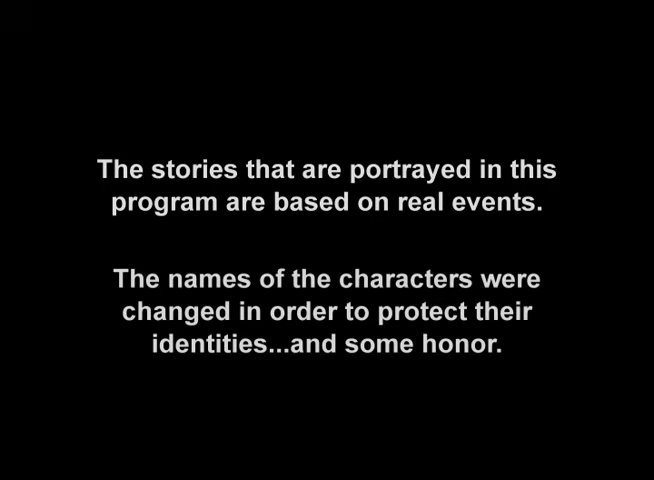 The stories that are portrayed in this
program are based on real events.
The names of the characters were
changed in order to protect their
identities...and some honor.